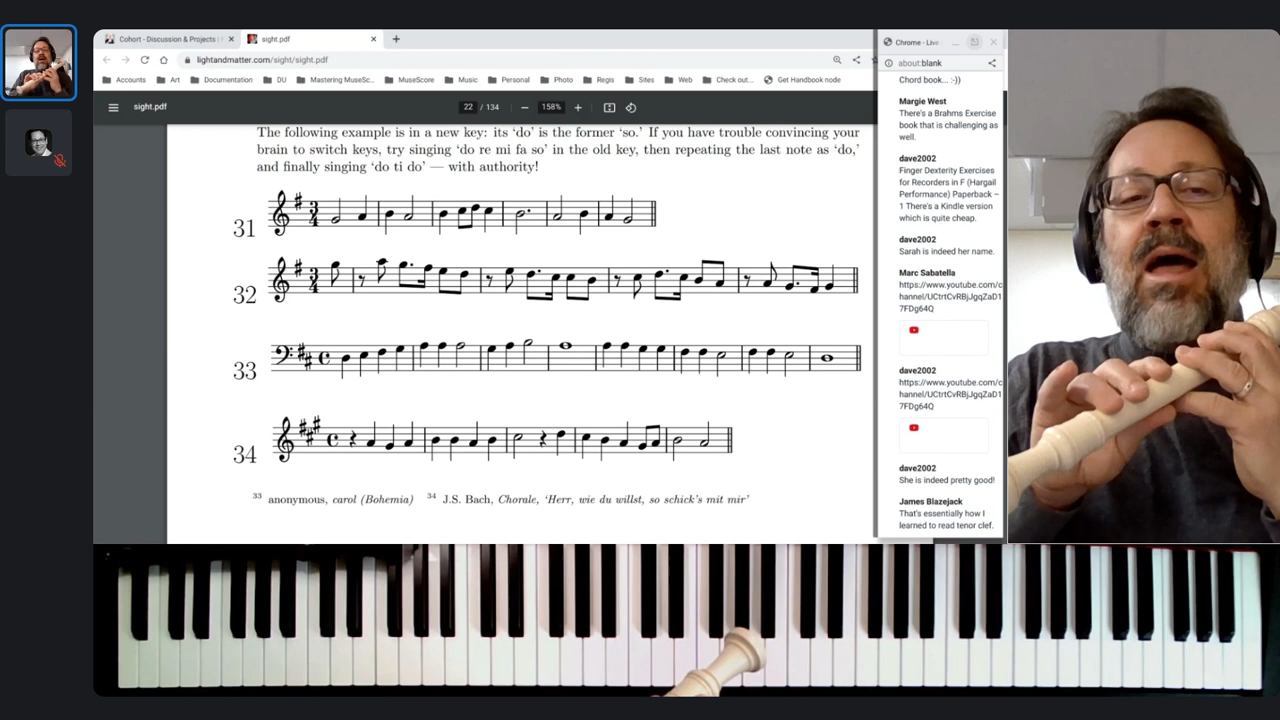 Cohort - Discussion & Projects |
sight.pdf
lightandmatter.com/sight/sight.pdf
Accounts
Art
Documentation
DU
Mastering MuseSc...
MuseScore
Music
Personal
Photo
Regis
Sites
Web
Check out...
Get Handbook node
sight.pdf
22 / 134
158%
The following example is in a new key: its ‘do’ is the former ‘so.’ If you have trouble convincing your
brain to switch keys, try singing ‘do re mi fa so’ in the old key, then repeating the last note as ‘do,’
and finally singing ‘do ti do’ — with authority!
31
3
4
32
3
4
33
34
33 anonymous, carol (Bohemia) 34 J.S. Bach, Chorale, ‘Herr, wie du willst, so schick’s mit mir’
Chrome - Live
about:blank
Chord book... :-))
Margie West
There's a Brahms Exercise
book that is challenging as
well.
dave2002
Finger Dexterity Exercises
for Recorders in F (Hargail
Performance) Paperback –
1 There's a Kindle version
which is quite cheap.
dave2002
Sarah is indeed her name.
Marc Sabatella
https://www.youtube.com/c
hannel/UCtrtCvRBjJgqZaD1
7FDg64Q
dave2002
https://www.youtube.com/c
hannel/UCtrtCvRBjJgqZaD1
7FDg64Q
dave2002
She is indeed pretty good!
James Blazejack
That's essentially how I
learned to read tenor clef.